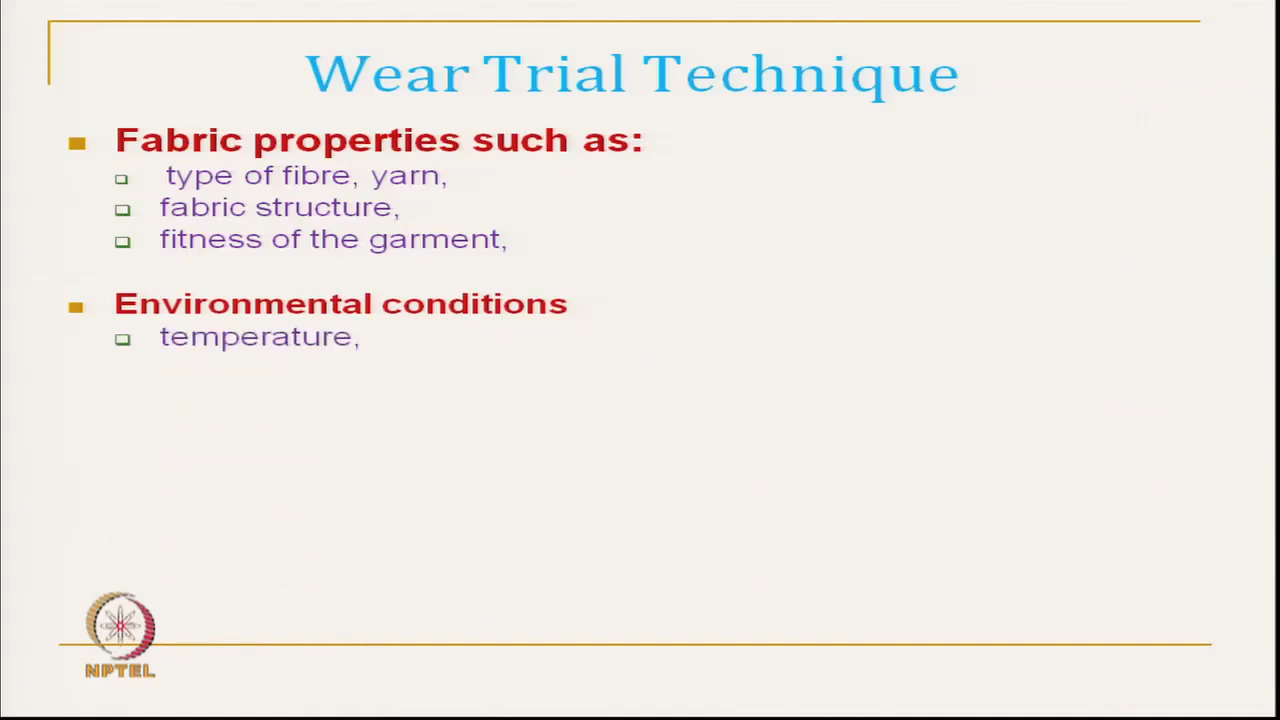 Wear Trial Technique
Fabric properties such as:
type of fibre, yarn,
fabric structure,
fitness of the garment,
Environmental conditions
temperature,
NPTEL